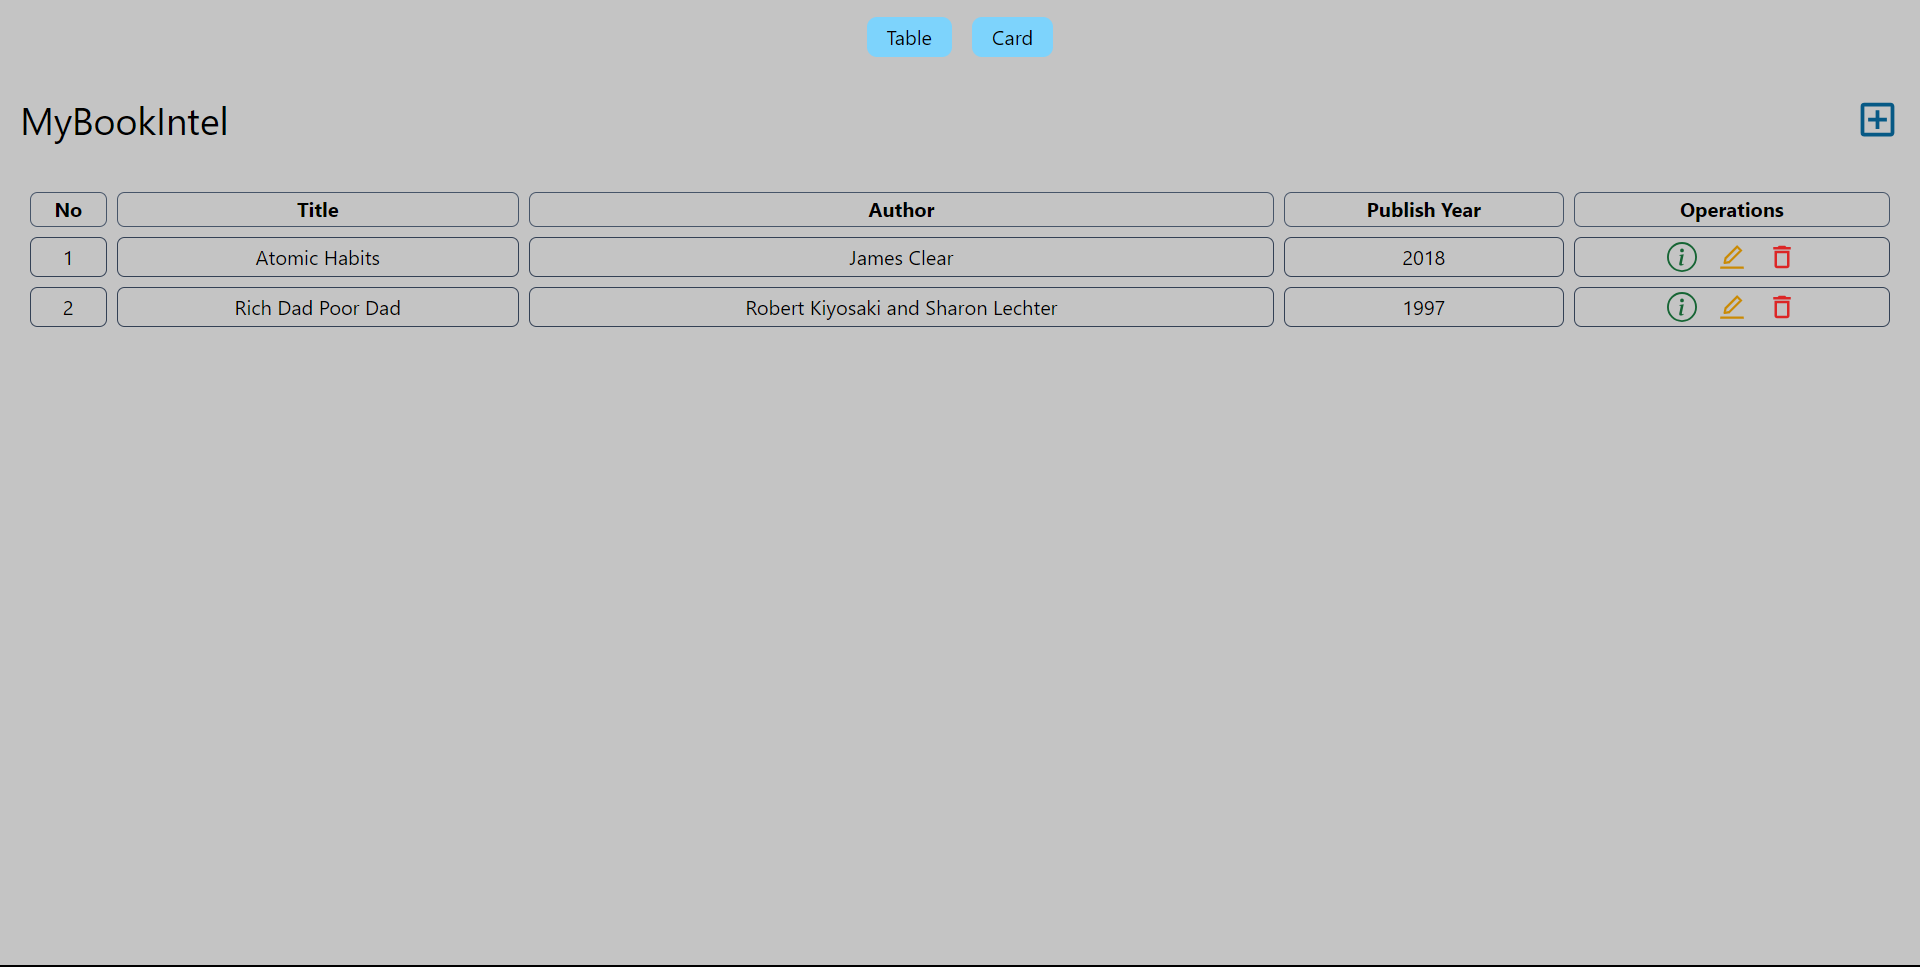 Table Card
MyBookIntel
No Title Author Publish Year Operations
1 Atomic Habits James Clear 2018
2 Rich Dad Poor Dad Robert Kiyosaki and Sharon Lechter 1997